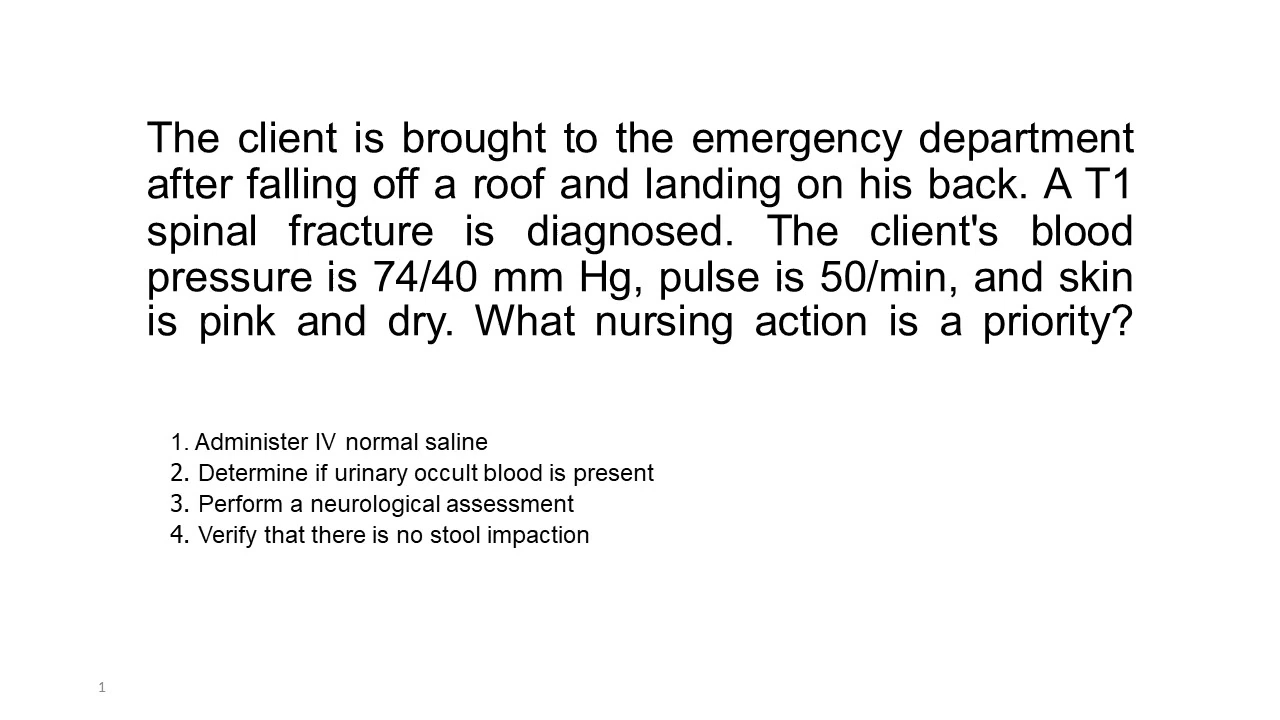 The client is brought to the emergency department
after falling off a roof and landing on his back. A T1
spinal fracture is diagnosed. The client's blood
pressure is 74/40 mm Hg, pulse is 50/min, and skin
is pink and dry. What nursing action is a priority?
1. Administer IV normal saline
2. Determine if urinary occult blood is present
3. Perform a neurological assessment
4. Verify that there is no stool impaction
1